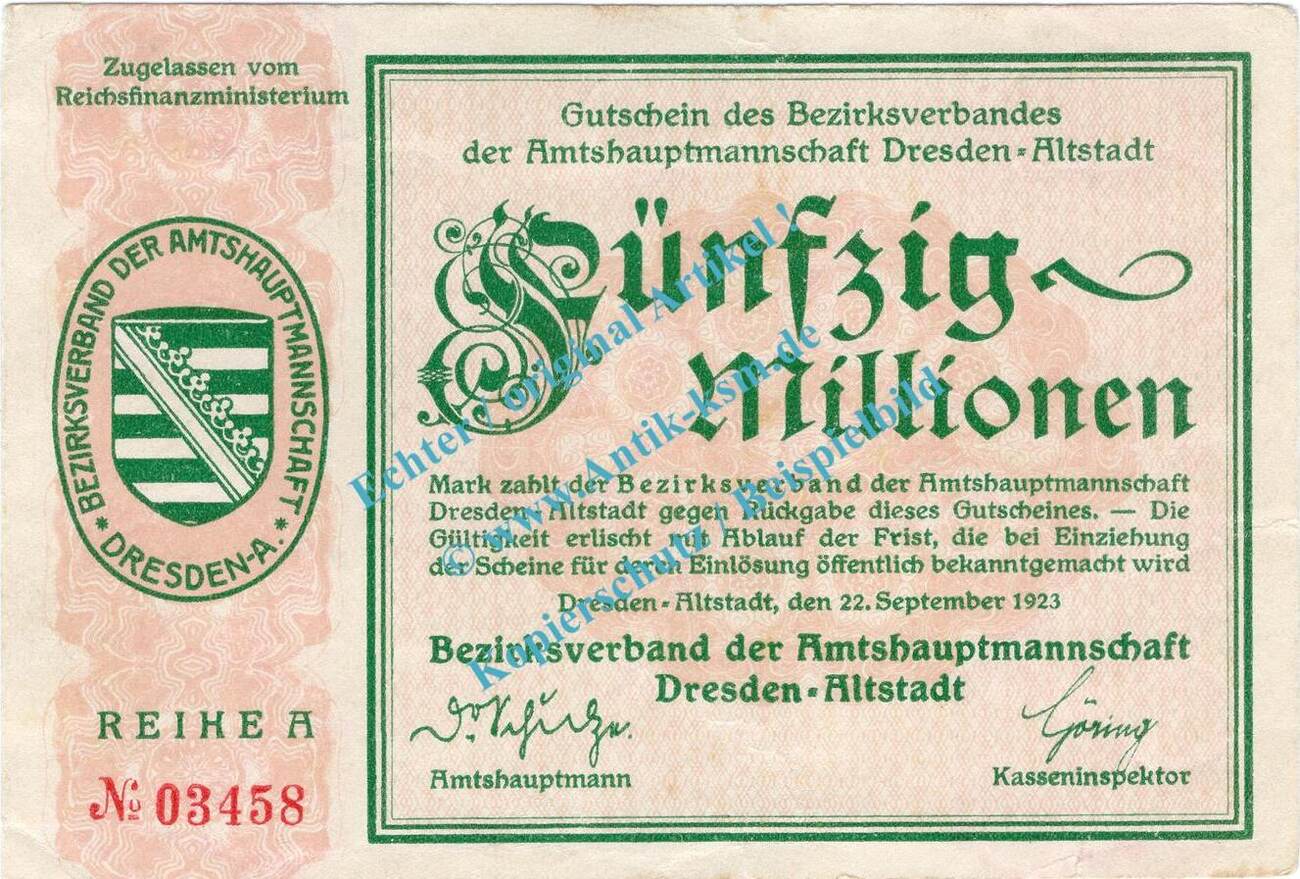 Zugelassen vom
Reichsfinanzministerium
BEZIRKSVERBAND DER AMTSHAUPTMANNSCHAFT
* DRESDEN-A. *
REIHE A
№ 03458
Gutschein des Bezirksverbandes
der Amtshauptmannschaft Dresden-Altstadt
Fünfzig
Millionen
Mark zahlt der Bezirksverband der Amtshauptmannschaft
Dresden-Altstadt gegen Rückgabe dieses Gutscheines. — Die
Gültigkeit erlischt mit Ablauf der Frist, die bei Einziehung
der Scheine für deren Einlösung öffentlich bekanntgemacht wird
Dresden-Altstadt, den 22. September 1923
Bezirksverband der Amtshauptmannschaft
Dresden-Altstadt
Dr. Schulze.
Göring
Amtshauptmann
Kasseninspektor
Echter / original Artikel !
© www.Antik-ksm.de
Kopierschutz / Beispielbild